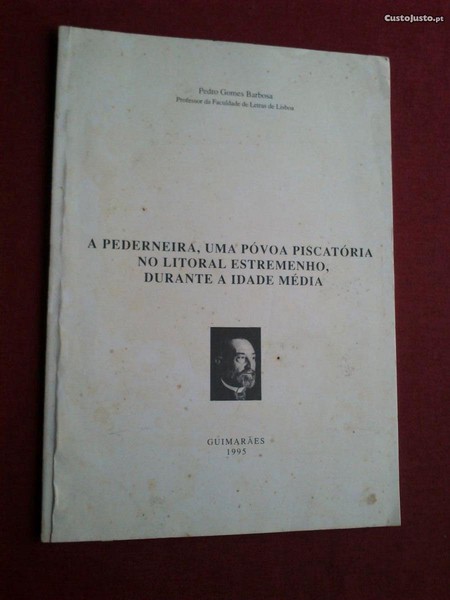 CustoJusto.pt
Pedro Gomes Barbosa
Professor da Faculdade de Letras de Lisboa
A PEDERNEIRA, UMA PÓVOA PISCATÓRIA
NO LITORAL ESTREMENHO,
DURANTE A IDADE MÉDIA
GUIMARÃES
1995